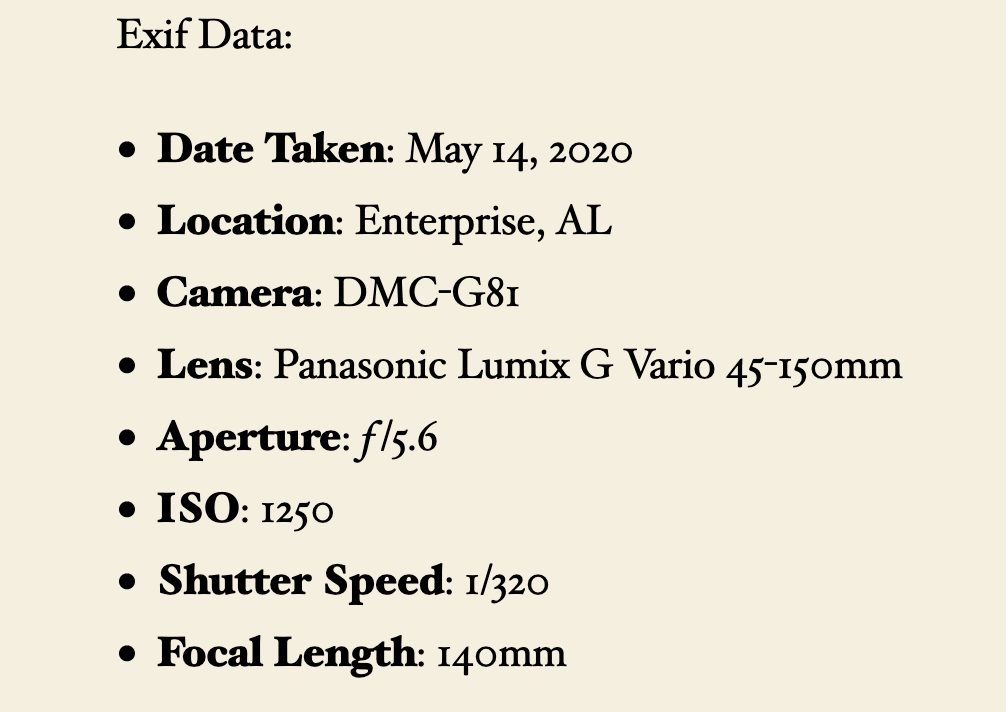 Exif Data:
• Date Taken: May 14, 2020
• Location: Enterprise, AL
• Camera: DMC-G81
• Lens: Panasonic Lumix G Vario 45-150mm
• Aperture: ƒ/5.6
• ISO: 1250
• Shutter Speed: 1/320
• Focal Length: 140mm